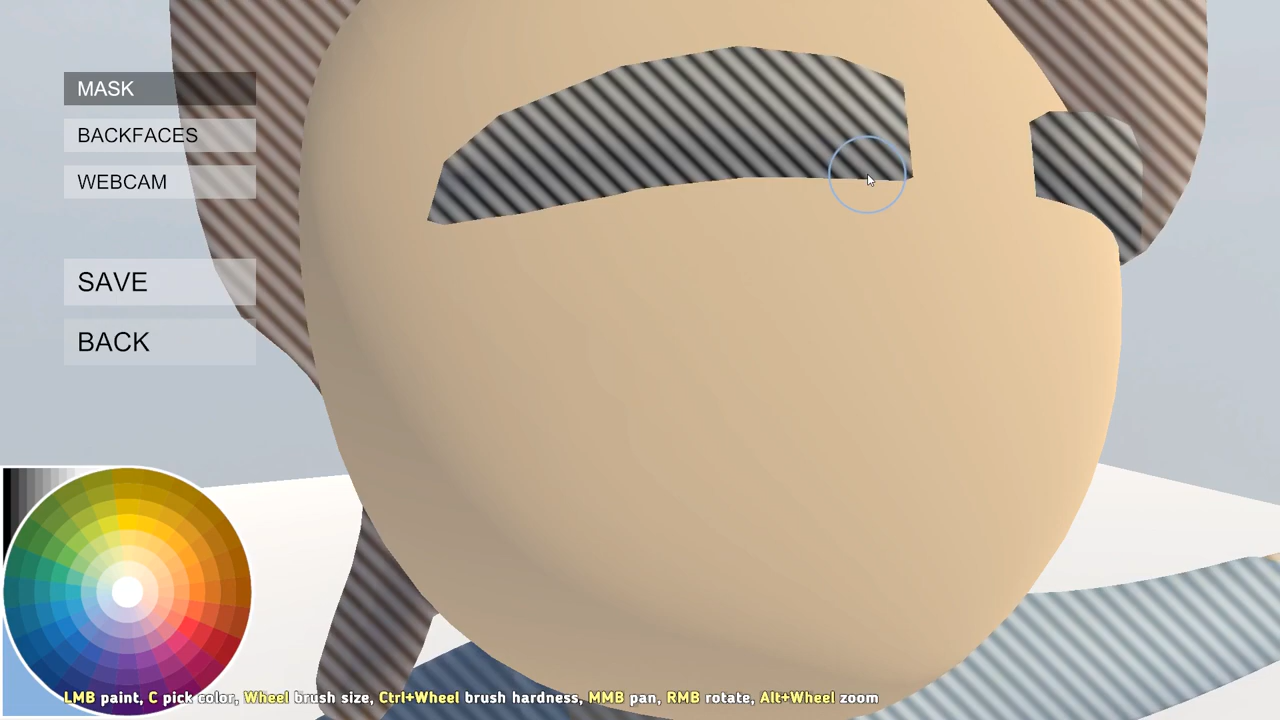 MASK
BACKFACES
WEBCAM
SAVE
BACK
LMB paint, C pick color, Wheel brush size, Ctrl+Wheel brush hardness, MMB pan, RMB rotate, Alt+Wheel zoom